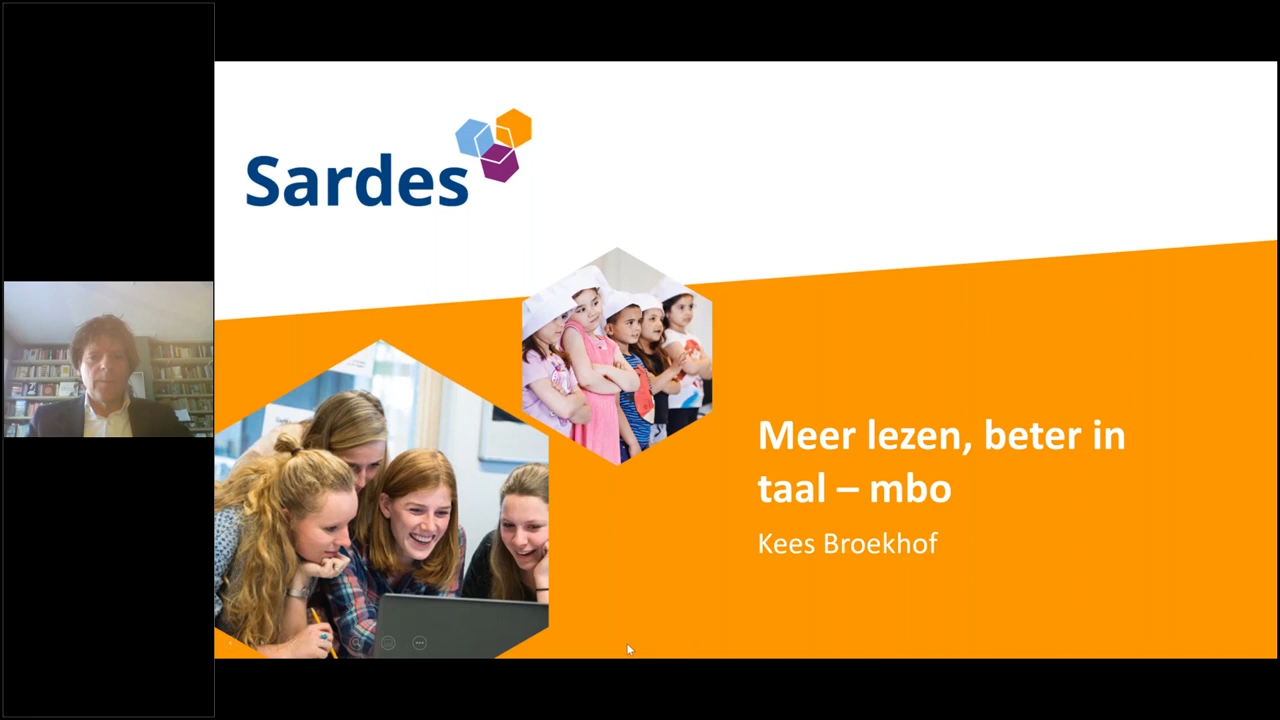 Sardes
Meer lezen, beter in
taal – mbo
Kees Broekhof